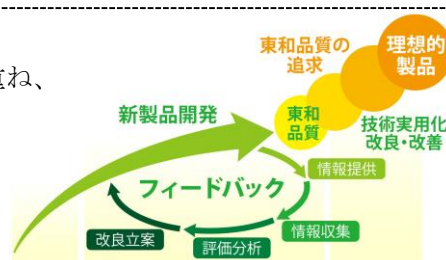 重ね、
東和品質の
追求
理想的
製品
新製品開発
東和
品質
技術実用化
改良・改善
情報提供
フィードバック
情報収集
評価分析
改良立案